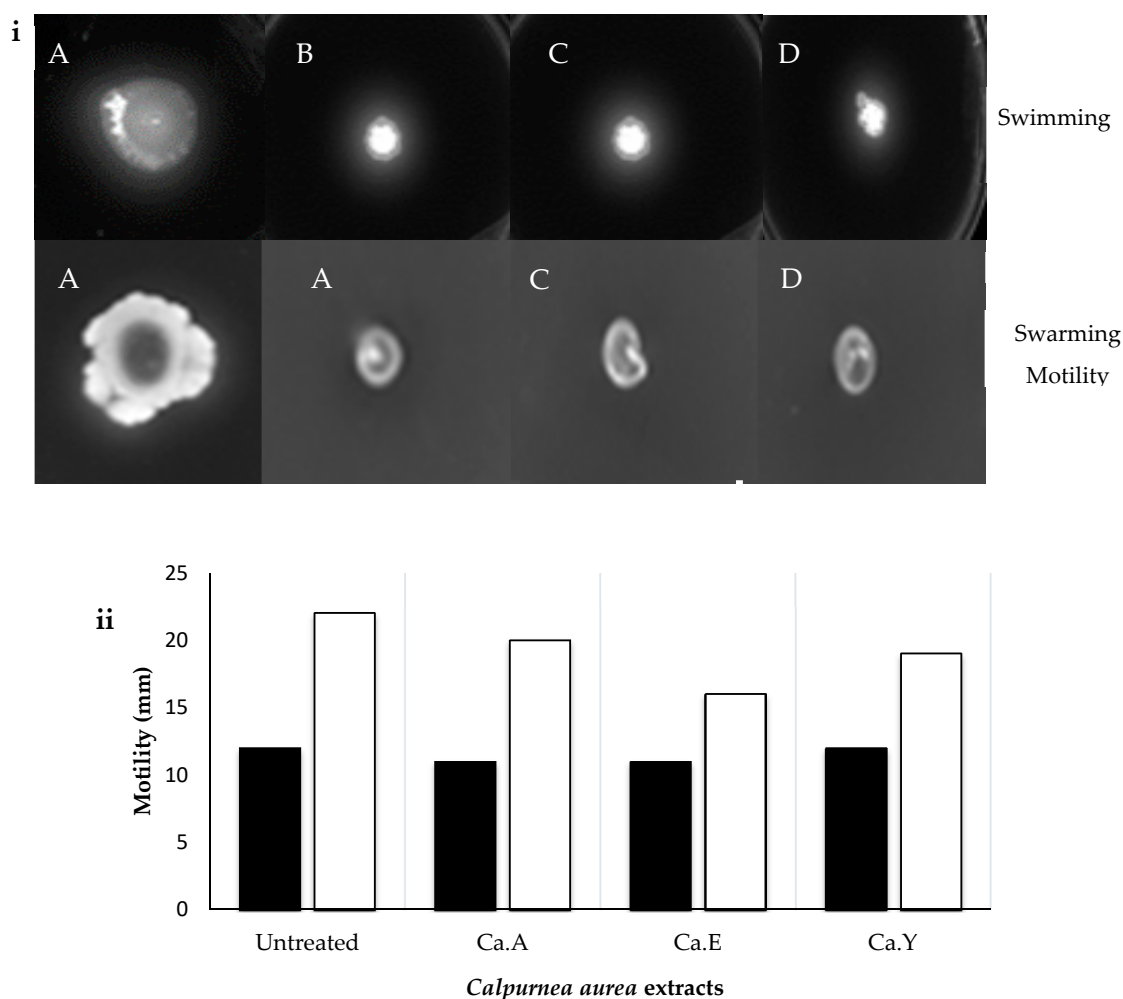 i
A B C D
Swimming
A A C D
Swarming
Motility
ii
25
20
15
10
5
0
Motility (mm)
Untreated Ca.A Ca.E Ca.Y
Calpurnea aurea extracts